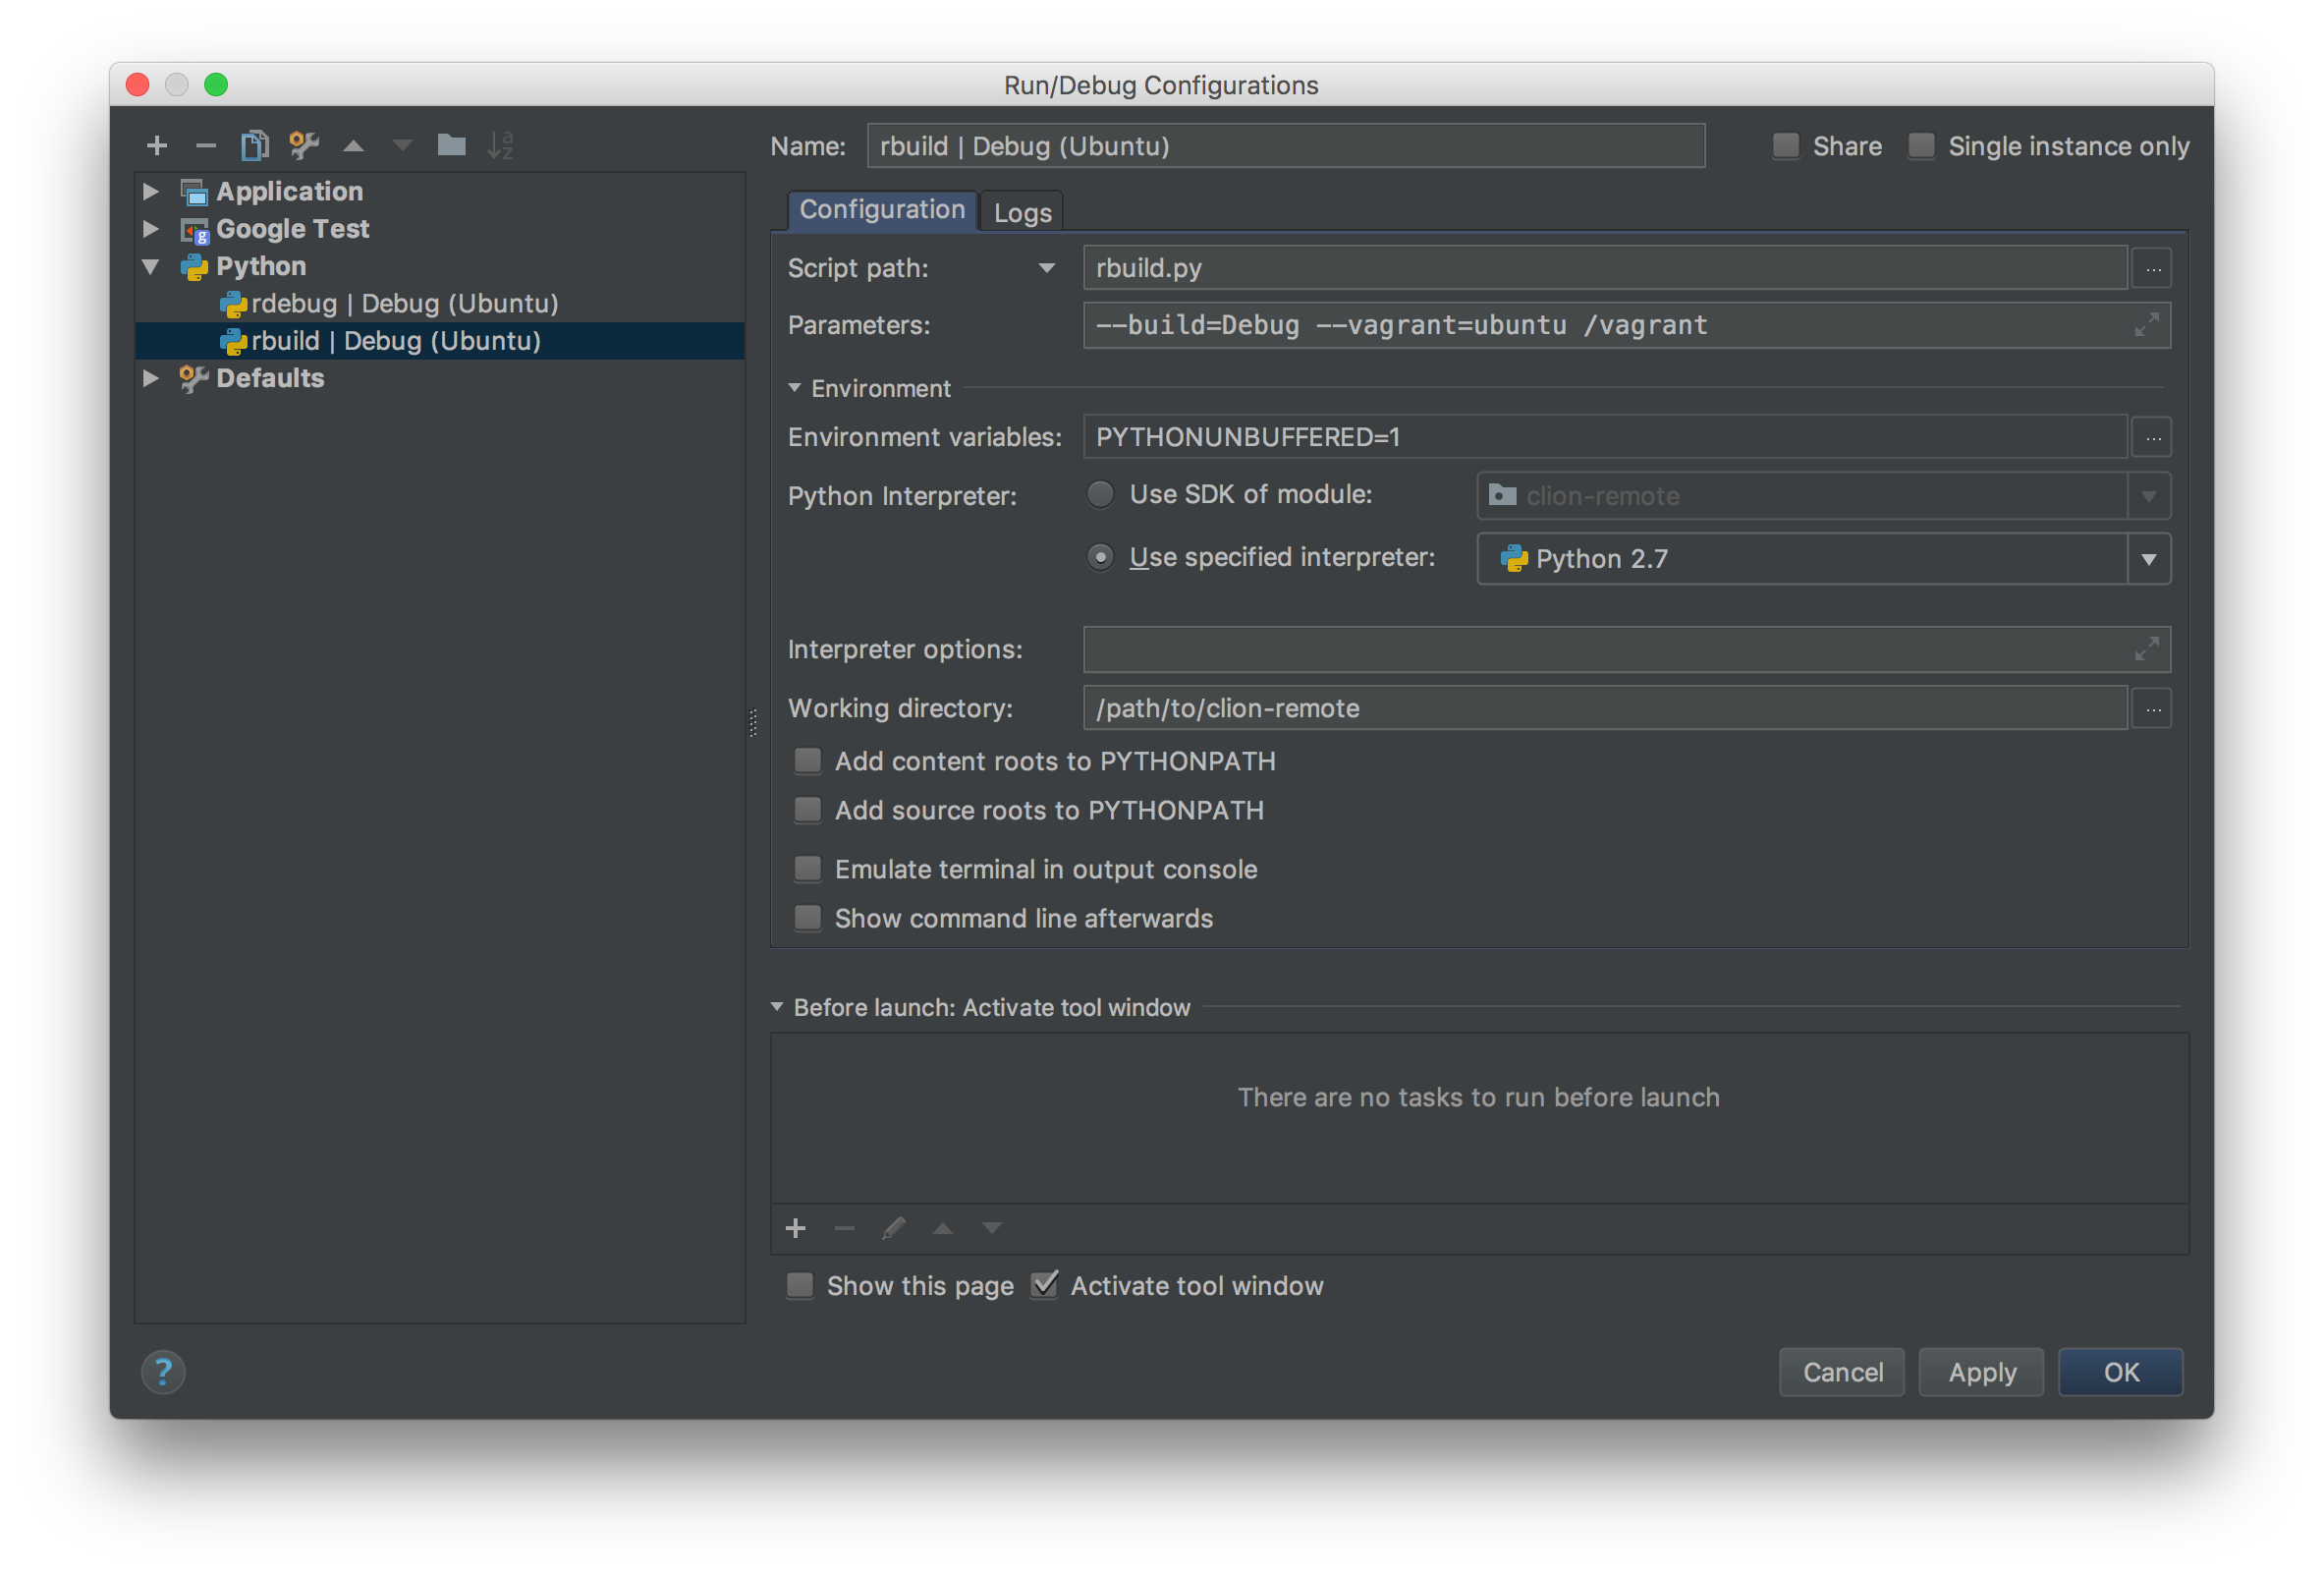 Run/Debug Configurations
Name: rbuild | Debug (Ubuntu) Share Single instance only
Application
Google Test
Python
rdebug | Debug (Ubuntu)
rbuild | Debug (Ubuntu)
Defaults
Configuration Logs
Script path: rbuild.py ...
Parameters: --build=Debug --vagrant=ubuntu /vagrant
Environment
Environment variables: PYTHONUNBUFFERED=1 ...
Python Interpreter: Use SDK of module: clion-remote
Use specified interpreter: Python 2.7
Interpreter options:
Working directory: /path/to/clion-remote ...
Add content roots to PYTHONPATH
Add source roots to PYTHONPATH
Emulate terminal in output console
Show command line afterwards
Before launch: Activate tool window
There are no tasks to run before launch
Show this page Activate tool window
? Cancel Apply OK